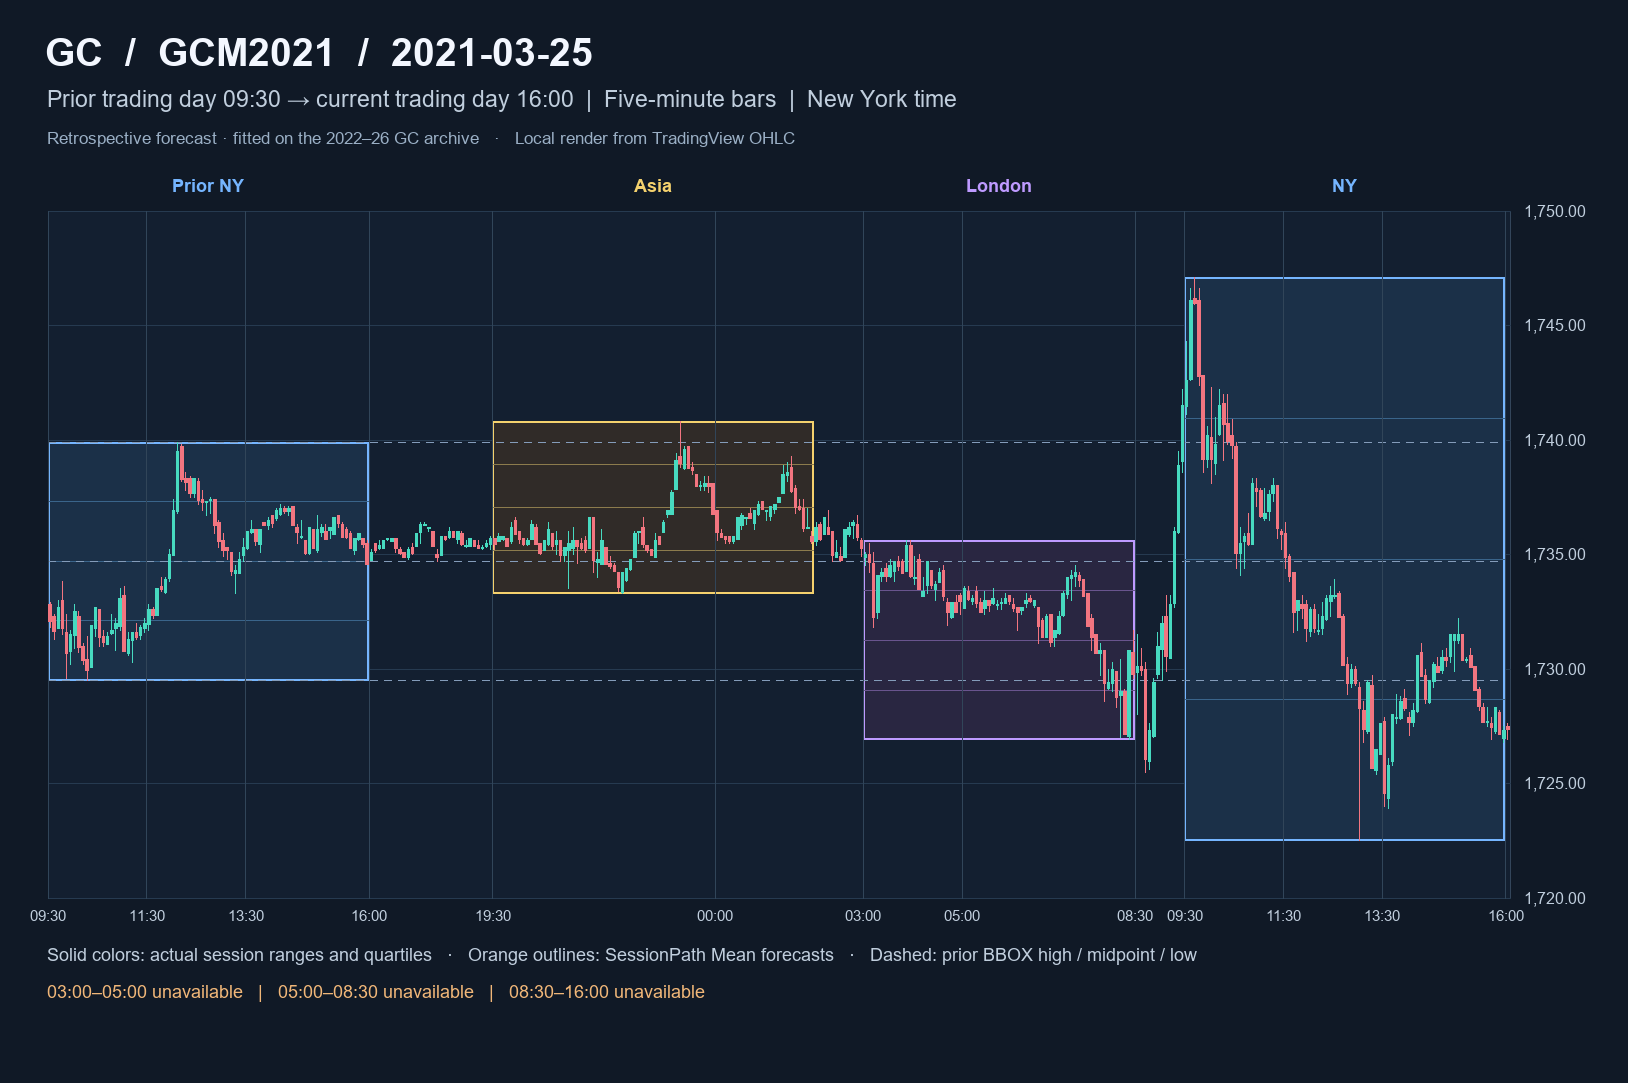 GC / GCM2021 / 2021-03-25
Prior trading day 09:30 → current trading day 16:00 | Five-minute bars | New York time
Retrospective forecast · fitted on the 2022–26 GC archive · Local render from TradingView OHLC
Prior NY Asia London NY
1,750.00
1,745.00
1,740.00
1,735.00
1,730.00
1,725.00
1,720.00
09:30 11:30 13:30 16:00 19:30 00:00 03:00 05:00 08:30 09:30 11:30 13:30 16:00
Solid colors: actual session ranges and quartiles · Orange outlines: SessionPath Mean forecasts · Dashed: prior BBOX high / midpoint / low
03:00–05:00 unavailable | 05:00–08:30 unavailable | 08:30–16:00 unavailable